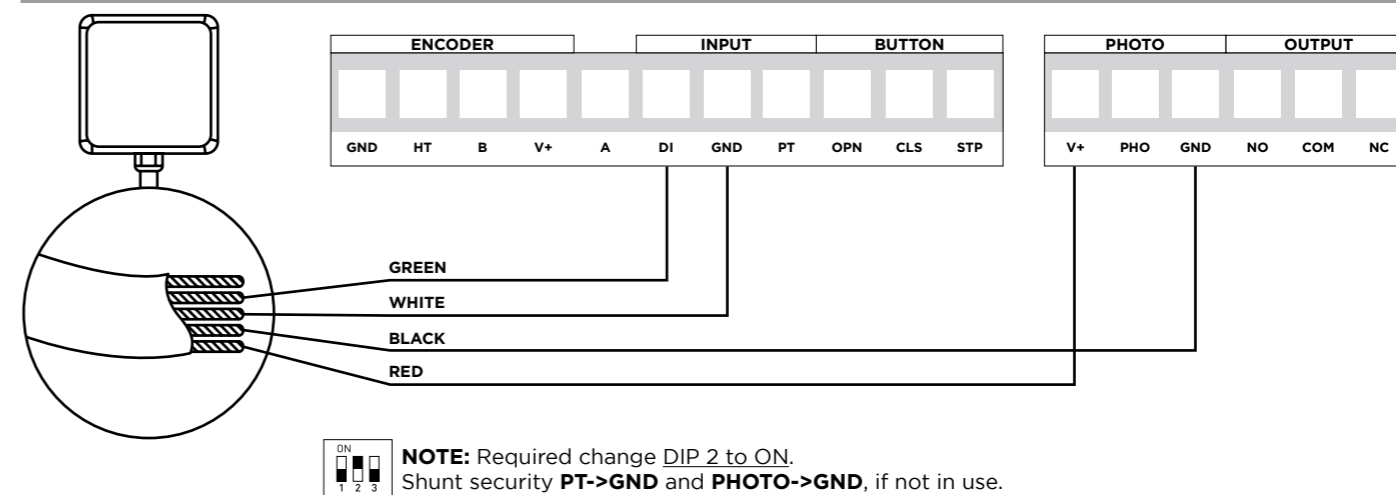 ENCODER INPUT BUTTON PHOTO OUTPUT
GND HT B V+ A DI GND PT OPN CLS STP V+ PHO GND NO COM NC
GREEN
WHITE
BLACK
RED
ON
1 2 3
NOTE: Required change DIP 2 to ON.
Shunt security PT->GND and PHOTO->GND, if not in use.